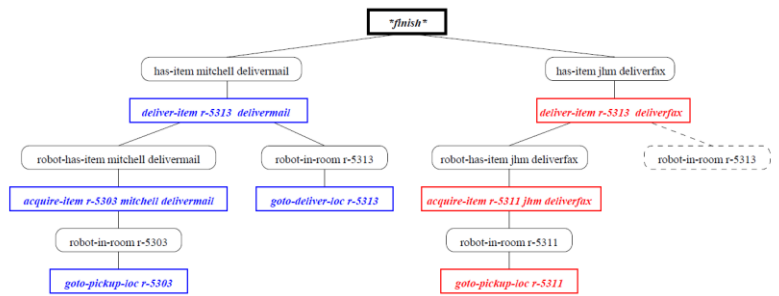 *finish*
has-item mitchell delivermail
has-item jhm deliverfax
deliver-item r-5313 delivermail
deliver-item r-5313 deliverfax
robot-has-item mitchell delivermail
robot-in-room r-5313
robot-has-item jhm deliverfax
robot-in-room r-5313
acquire-item r-5303 mitchell delivermail
goto-deliver-loc r-5313
acquire-item r-5311 jhm deliverfax
robot-in-room r-5303
robot-in-room r-5311
goto-pickup-loc r-5303
goto-pickup-loc r-5311